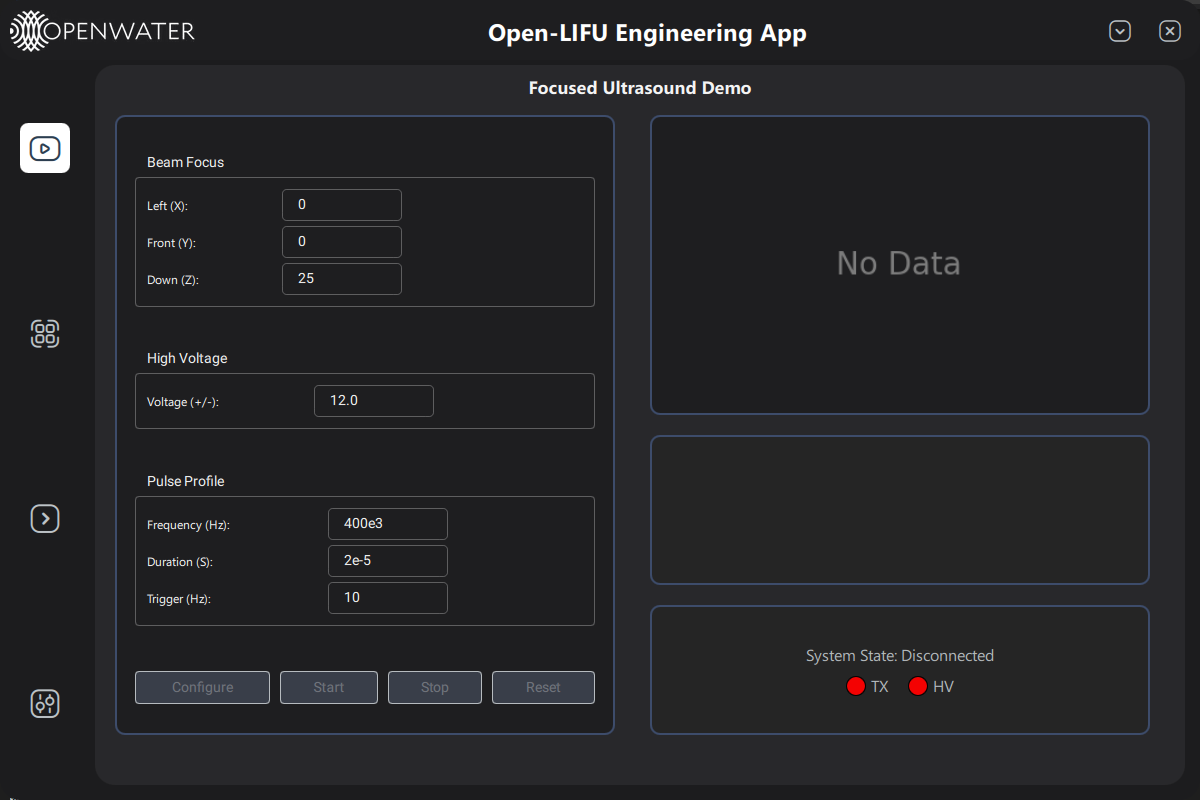 OPENWATER
Open-LIFU Engineering App
Focused Ultrasound Demo
Beam Focus
Left (X):
0
Front (Y):
0
Down (Z):
25
High Voltage
Voltage (+/-):
12.0
Pulse Profile
Frequency (Hz):
400e3
Duration (S):
2e-5
Trigger (Hz):
10
Configure
Start
Stop
Reset
No Data
System State: Disconnected
TX
HV